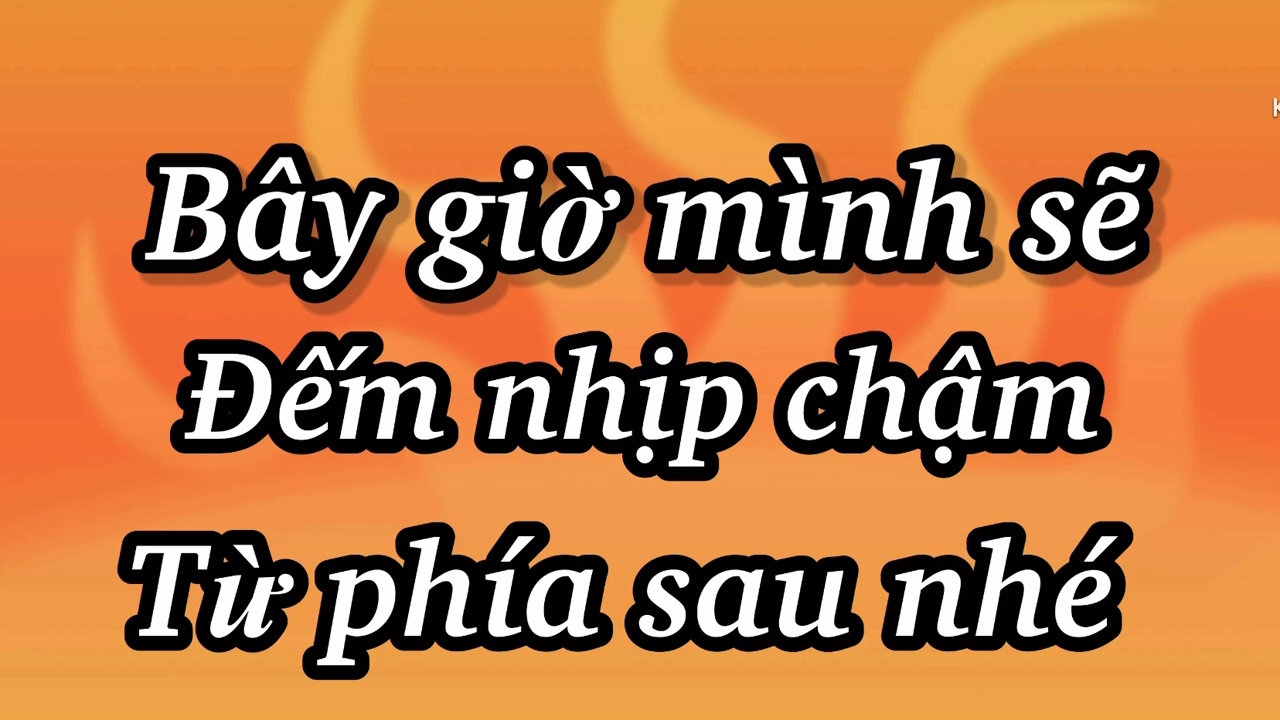 Bây giờ mình sẽ
Đếm nhịp chậm
Từ phía sau nhé